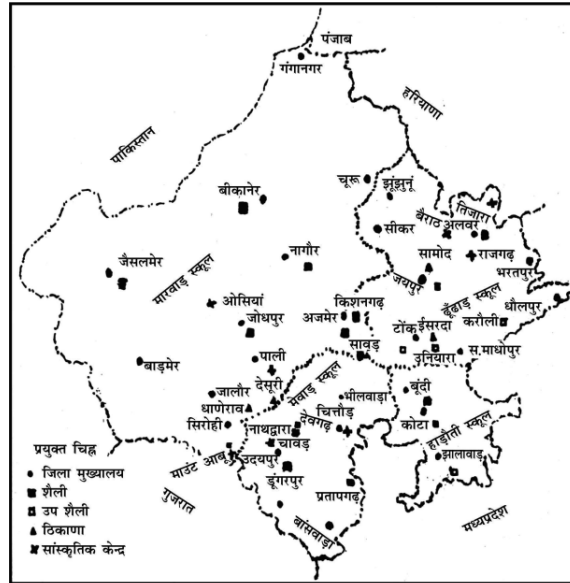 पंजाब
गंगानगर
हरियाणा
पाकिस्तान
चूरू
झूंझुनूं
बीकानेर
तिजारा
बैराठ अलवर
सीकर
नागौर
सामोद
राजगढ़
भरतपुर
जैसलमेर
मारवाड़ स्कूल
जयपुर
ढूँढाड़ स्कूल
ओसियां
किशनगढ़
धौलपुर
जोधपुर
अजमेर
टोंक
ईसरदा
करौली
सावड़
उनियारा
स.माधोपुर
बाड़मेर
पाली
मेवाड़ स्कूल
जालौर
देसूरी
भीलवाड़ा
बूंदी
धाणेराव
हाड़ौती स्कूल
सिरोही
नाथद्वारा
देवगढ़
चित्तौड़
कोटा
चावड़
माउंट आबू
उदयपुर
झालावाड़
गुजरात
डूंगरपुर
प्रतापगढ़
बांसवाड़ा
मध्यप्रदेश
प्रयुक्त चिह्न
जिला मुख्यालय
शैली
उप शैली
ठिकाणा
सांस्कृतिक केन्द्र